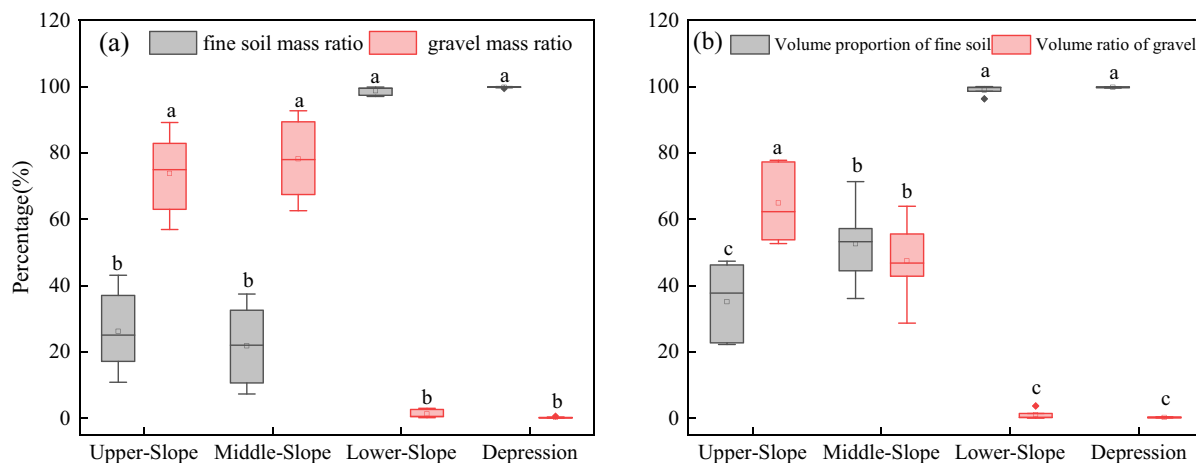 120
100
80
60
40
20
0
Percentage(%)
(a)
fine soil mass ratio
gravel mass ratio
b
a
b
a
a
b
a
b
Upper-Slope
Middle-Slope
Lower-Slope
Depression
120
100
80
60
40
20
0
(b)
Volume proportion of fine soil
Volume ratio of gravel
c
a
b
b
a
c
a
c
Upper-Slope
Middle-Slope
Lower-Slope
Depression